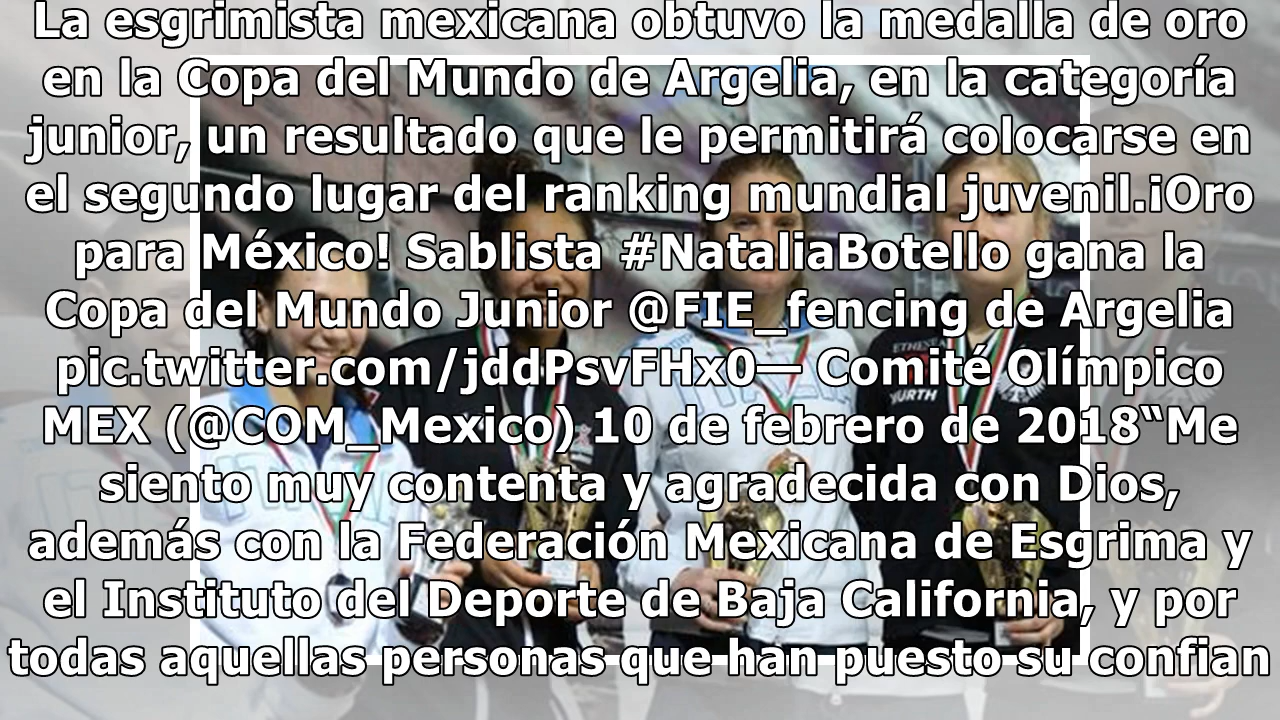 La esgrimista mexicana obtuvo la medalla de oro
en la Copa del Mundo de Argelia, en la categoría
junior, un resultado que le permitirá colocarse en
el segundo lugar del ranking mundial juvenil.¡Oro
para México! Sablista #NataliaBotello gana la
Copa del Mundo Junior @FIE_fencing de Argelia
pic.twitter.com/jddPsvFHx0— Comité Olímpico
MEX (@COM_Mexico) 10 de febrero de 2018“Me
siento muy contenta y agradecida con Dios,
además con la Federación Mexicana de Esgrima y
el Instituto del Deporte de Baja California, y por
todas aquellas personas que han puesto su confian
ITALIA
WÜRTH